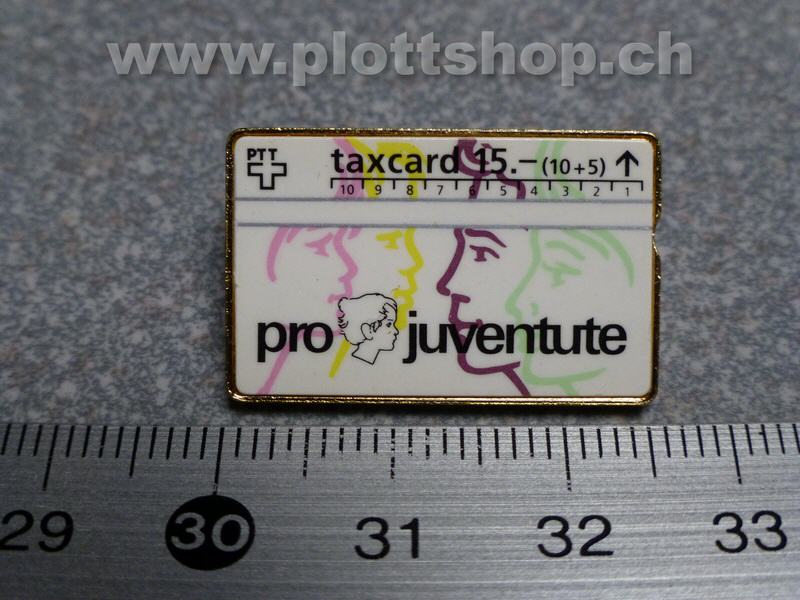 www.plottshop.ch
PTT taxcard 15.– (10+5) ↑
10 9 8 7 6 5 4 3 2 1
pro juventute
29 30 31 32 33